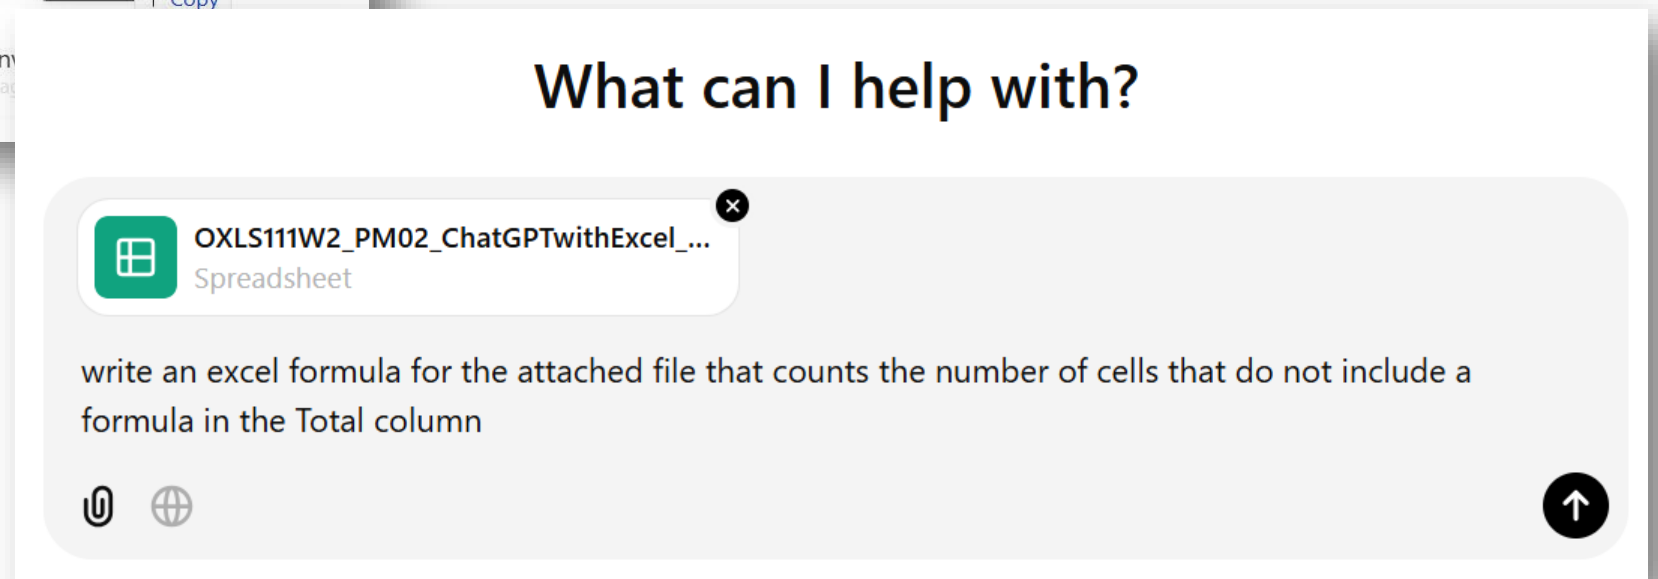 Copy
What can I help with?
OXLS111W2_PM02_ChatGPTwithExcel_...
Spreadsheet
write an excel formula for the attached file that counts the number of cells that do not include a
formula in the Total column